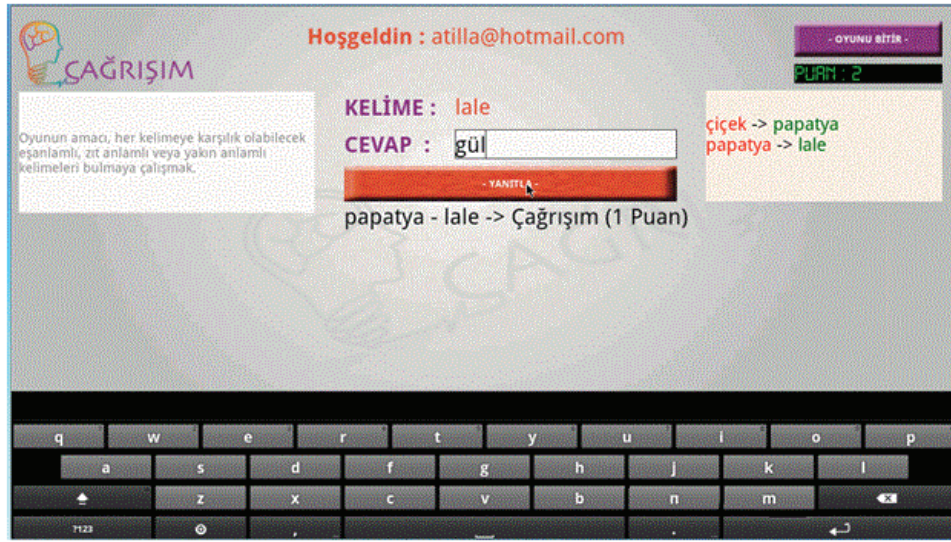 Hoşgeldin : atilla@hotmail.com
- OYUNU BİTİR -
ÇAĞRIŞIM
PUAN : 2
Oyunun amacı, her kelimeye karşılık olabilecek
eşanlamlı, zıt anlamlı veya yakın anlamlı
kelimeleri bulmaya çalışmak.
KELİME : lale
CEVAP : gül
- YANITLA -
papatya - lale -> Çağrışım (1 Puan)
çiçek -> papatya
papatya -> lale
ÇAĞRI
q w e r t y u i o p
a s d f g h j k l
z x c v b n m
?123 , .